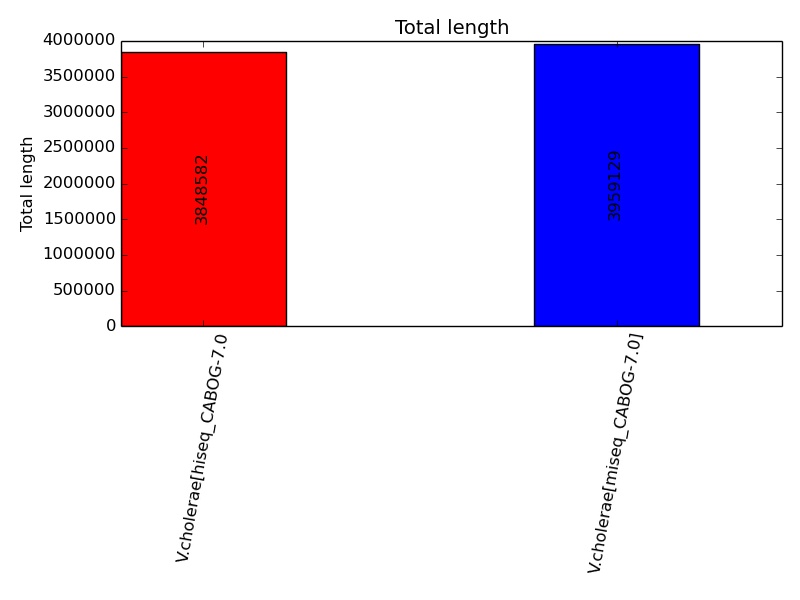 Total length
Total length
4000000
3500000
3000000
2500000
2000000
1500000
1000000
500000
0
3848582
3959129
V.cholerae[hiseq_CABOG-7.0
V.cholerae[miseq_CABOG-7.0]